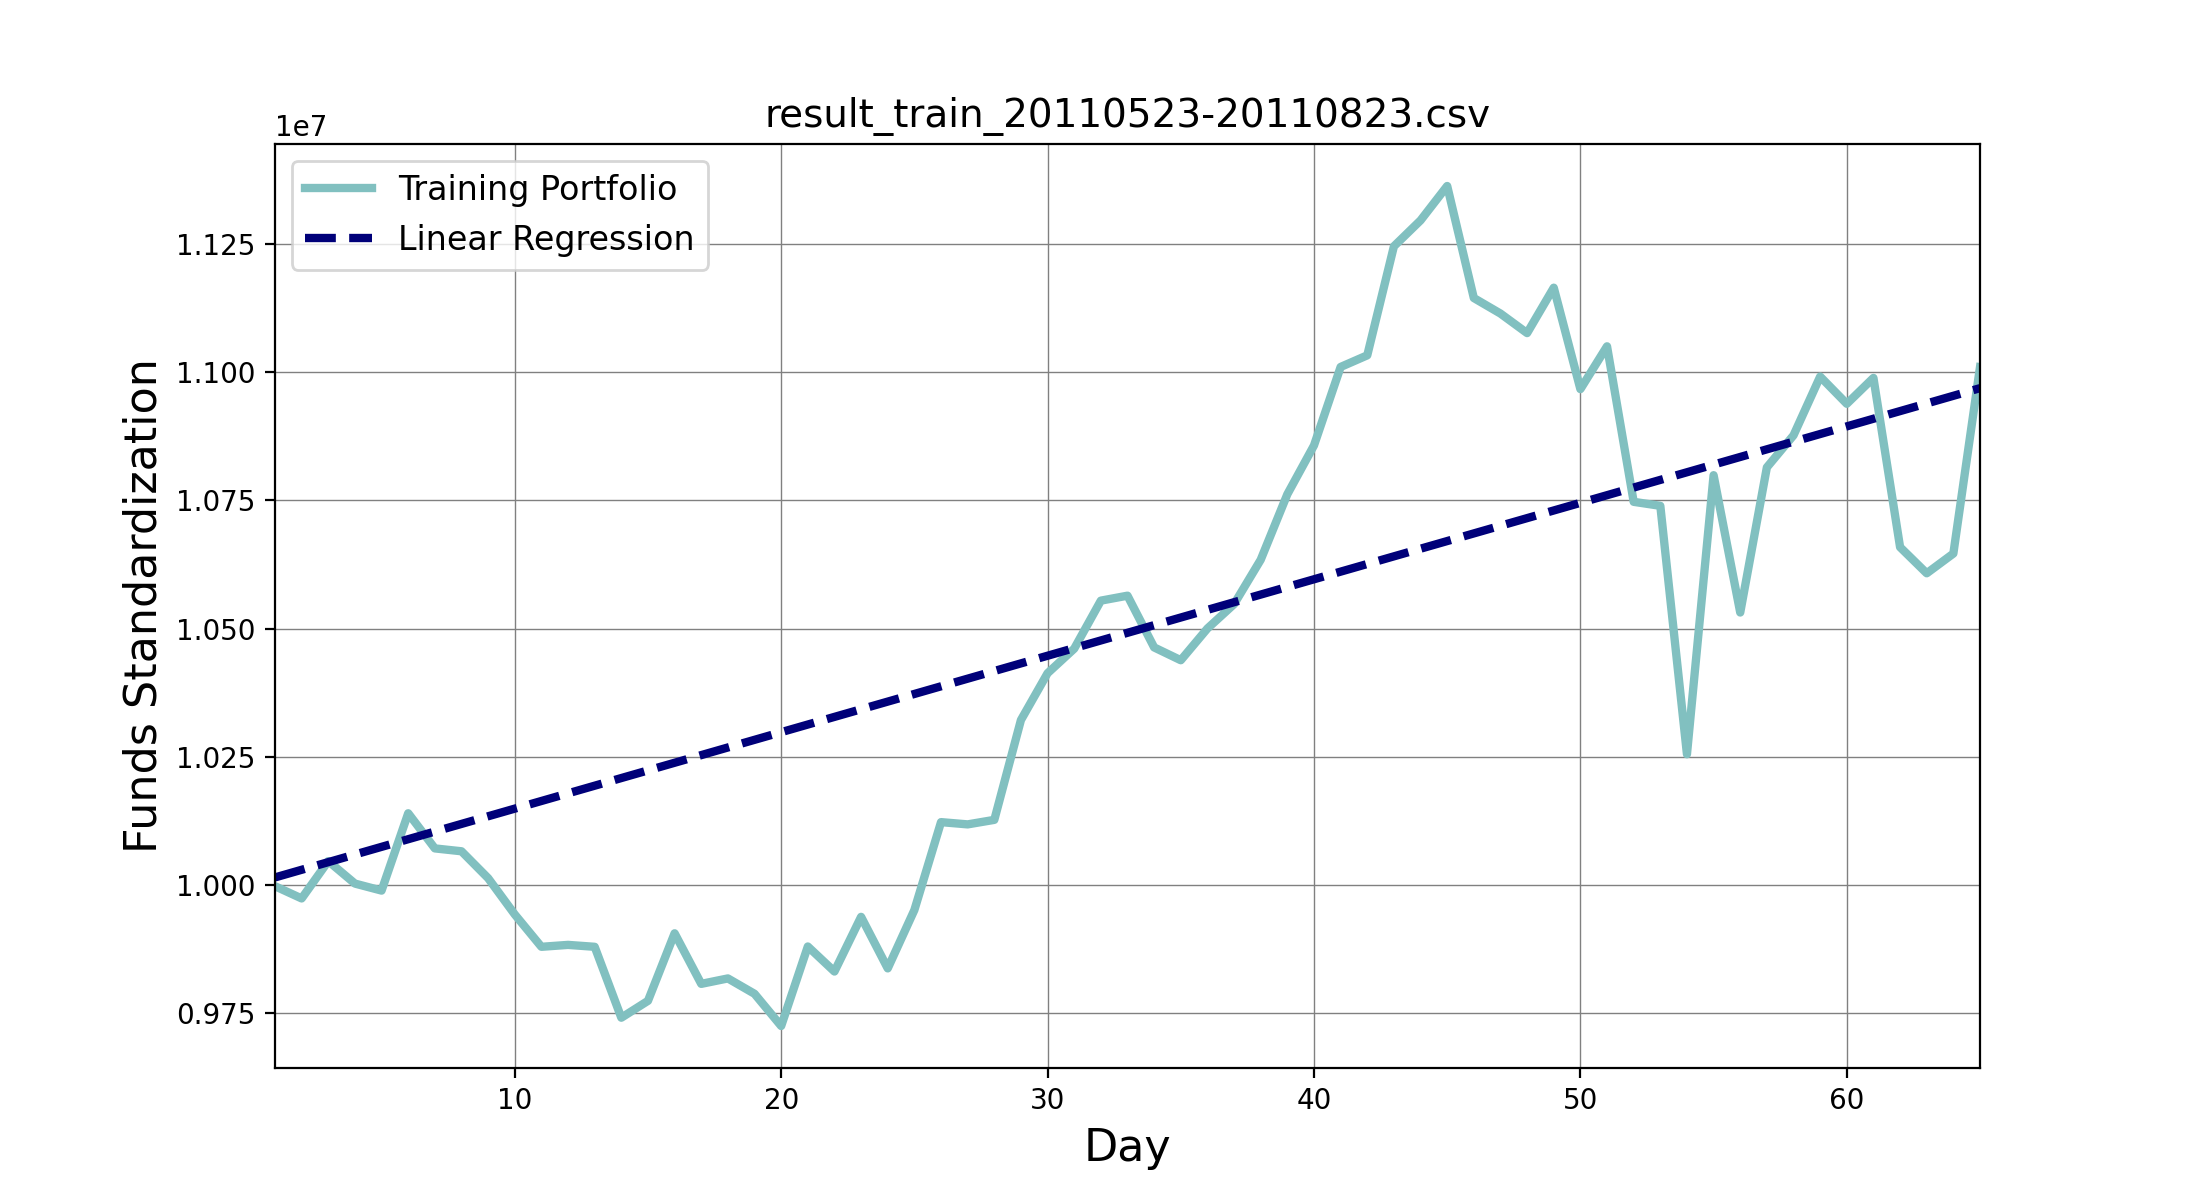 result_train_20110523-20110823.csv
1e7
Training Portfolio
Linear Regression
1.125
1.100
1.075
1.050
1.025
1.000
0.975
Funds Standardization
10 20 30 40 50 60
Day